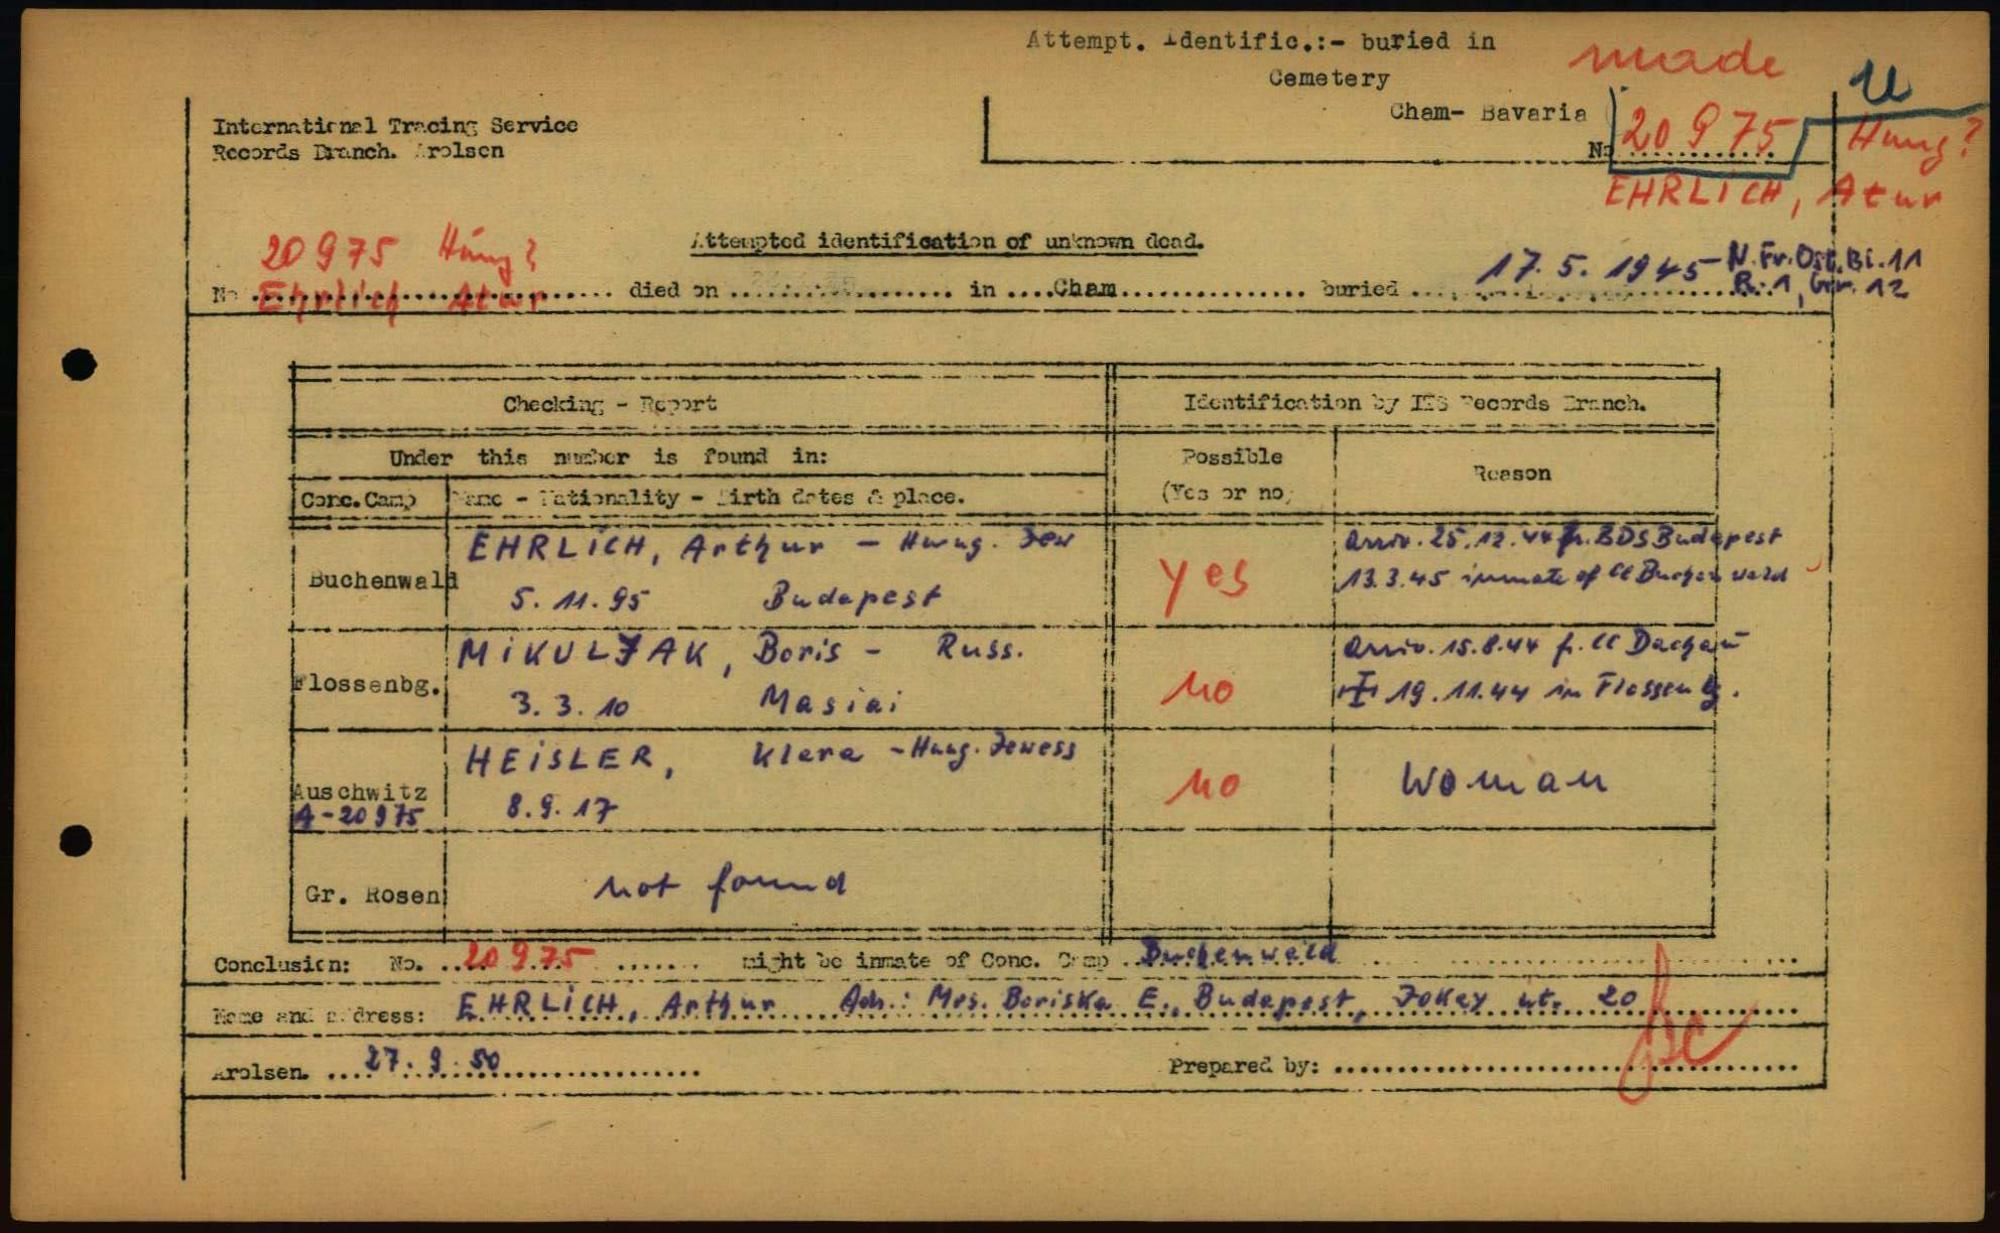 Attempt. Identific.:- buried in
Cemetery
Cham- Bavaria
made
U
International Tracing Service
Records Branch. Arolsen
No 20975
Hung?
EHRLICH, Atur
Attempted identification of unknown dead.
20975 Hung?
No Ehrlich Atur died on in Cham buried 17.5.1945 - N.Fr.Ost.Bi.11
R.1, Gr. 12
Checking - Report
Identification by ITS Records Branch.
Under this number is found in:
Possible
(Yes or no)
Reason
Conc.Camp
Name - Nationality - Birth dates & place.
Buchenwald
EHRLICH, Arthur - Hung. Jew
5.11.95 Budapest
yes
Arriv. 25.12.44 fr. BDS Budapest
13.3.45 inmate of CC Buchenwald
Flossenbg.
MIKULJAK, Boris - Russ.
3.3.10 Masiai
no
Arriv. 15.8.44 fr. CC Dachau
19.11.44 in Flossenbg.
Auschwitz
A-20975
HEISLER, Klara - Hung. Jewess
8.9.17
no
Woman
Gr. Rosen
not found
Conclusion: No. 20975 might be inmate of Conc. Camp Buchenwald
Name and address: EHRLICH, Arthur Adr.: Mrs. Boriska E., Budapest, Jokey ut. 20
Arolsen. 27.9.50
Prepared by: